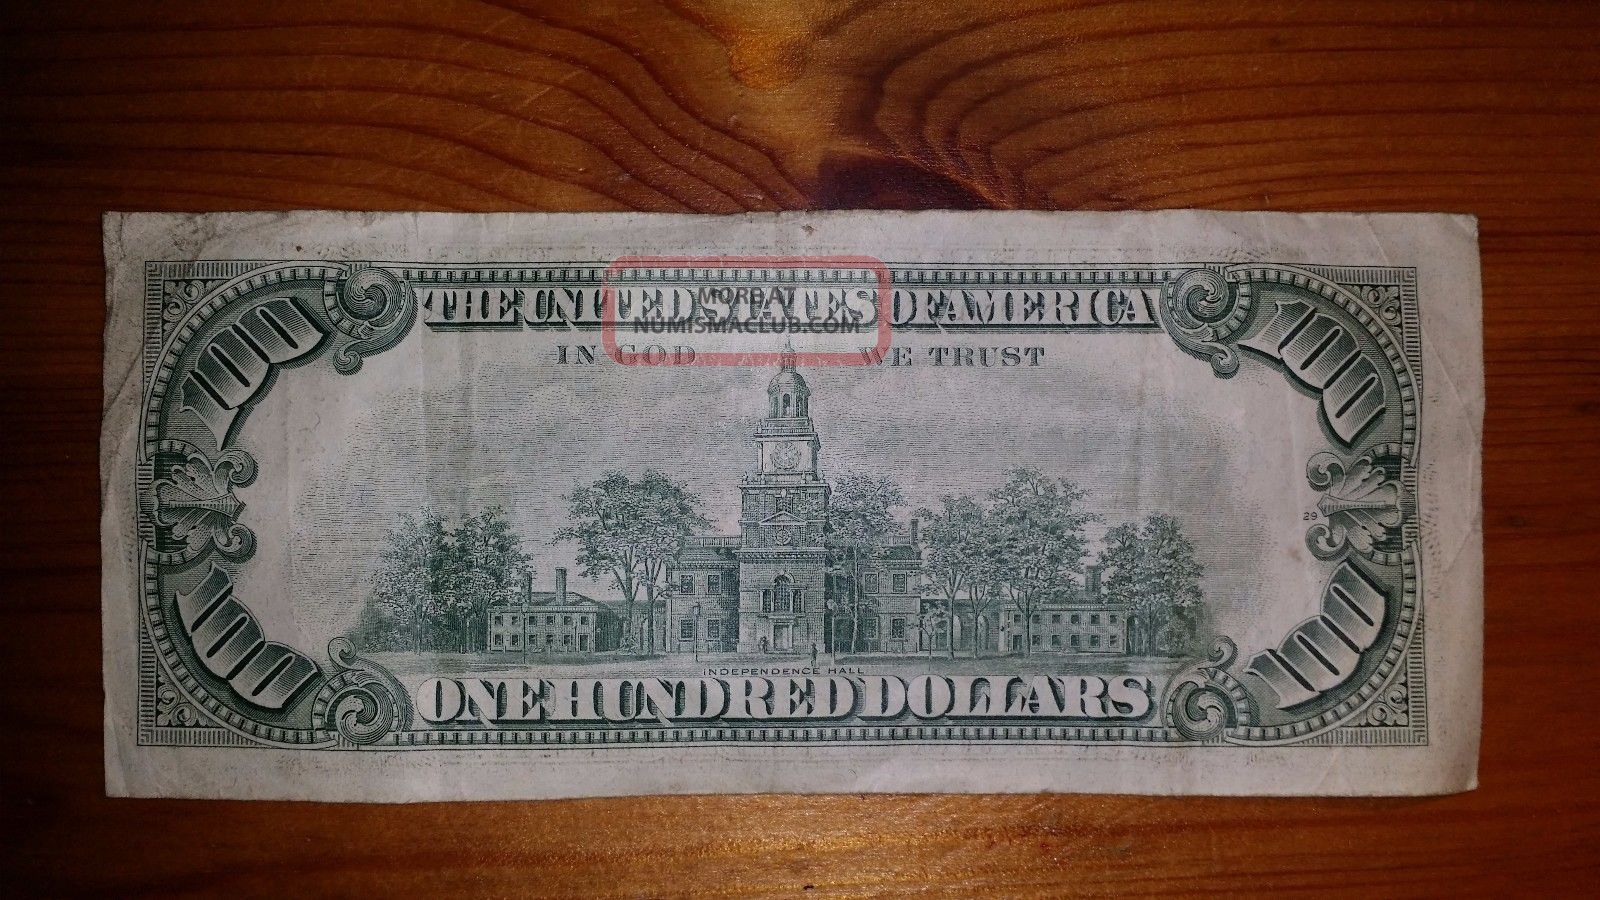 THE UNITED STATES OF AMERICA
MORE AT
NUMISMACLUB.COM
IN GOD WE TRUST
100
100
29
100
100
INDEPENDENCE HALL
ONE HUNDRED DOLLARS